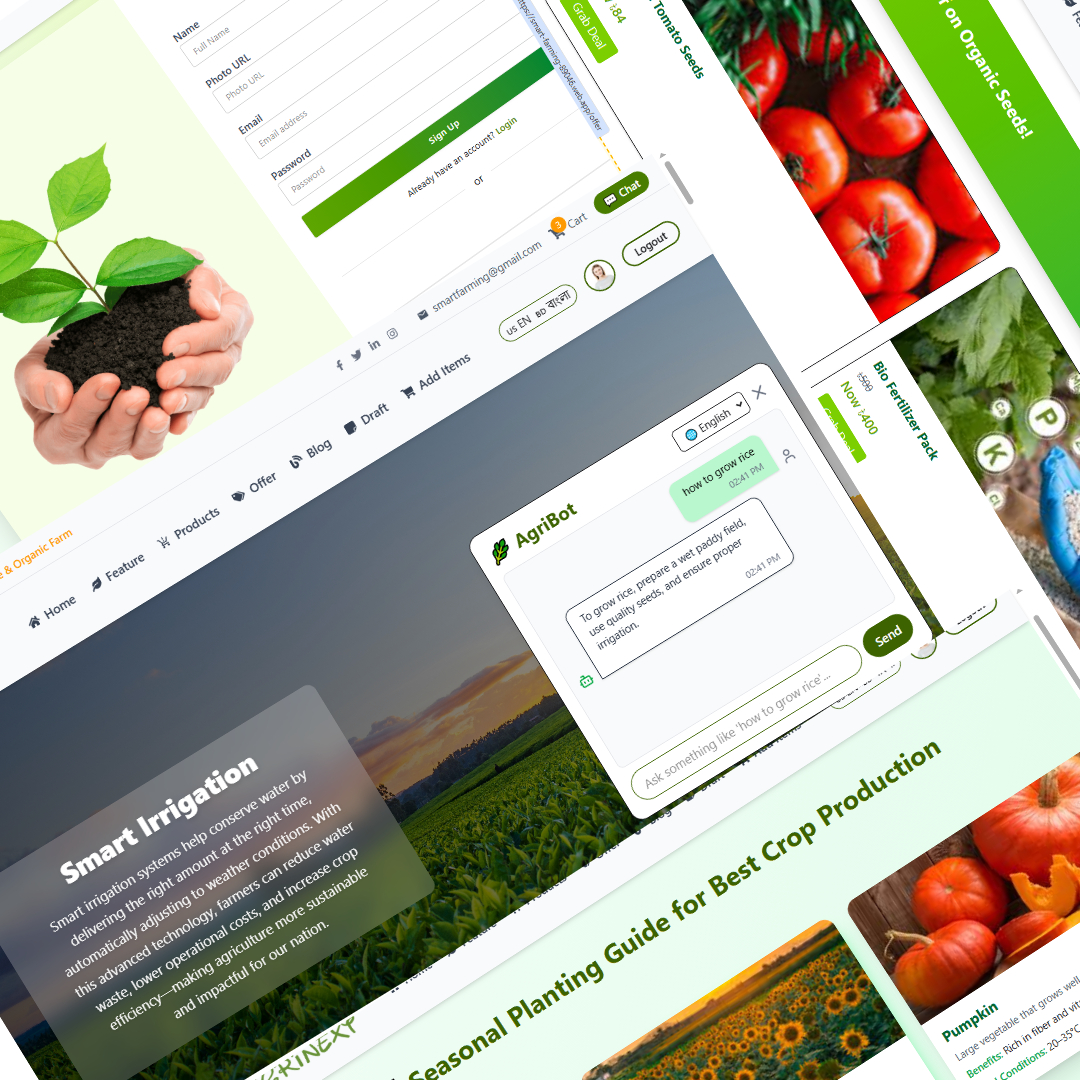 Name
Full Name
Photo URL
Photo URL
Email
Email address
Password
Password
Sign Up
Already have an account? Login
or
https://smart-farming-89046.web.app/offer
৳84
Grab Deal
Tomato Seeds
on Organic Seeds!
smartfarming@gmail.com
3
Cart
Chat
& Organic Farm
Home
Feature
Products
Offer
Blog
Draft
Add Items
US EN
BD বাংলা
Logout
Smart Irrigation
Smart irrigation systems help conserve water by
delivering the right amount at the right time,
automatically adjusting to weather conditions. With
this advanced technology, farmers can reduce water
waste, lower operational costs, and increase crop
efficiency—making agriculture more sustainable
and impactful for our nation.
AgriBot
English
how to grow rice
02:41 PM
To grow rice, prepare a wet paddy field,
use quality seeds, and ensure proper
irrigation.
02:41 PM
Ask something like 'how to grow rice'...
Send
Bio Fertilizer Pack
৳500
Now ৳400
P
K
Seasonal Planting Guide for Best Crop Production
Pumpkin
Large vegetable that grows well
Benefits: Rich in fiber and
Conditions: 20–35°C